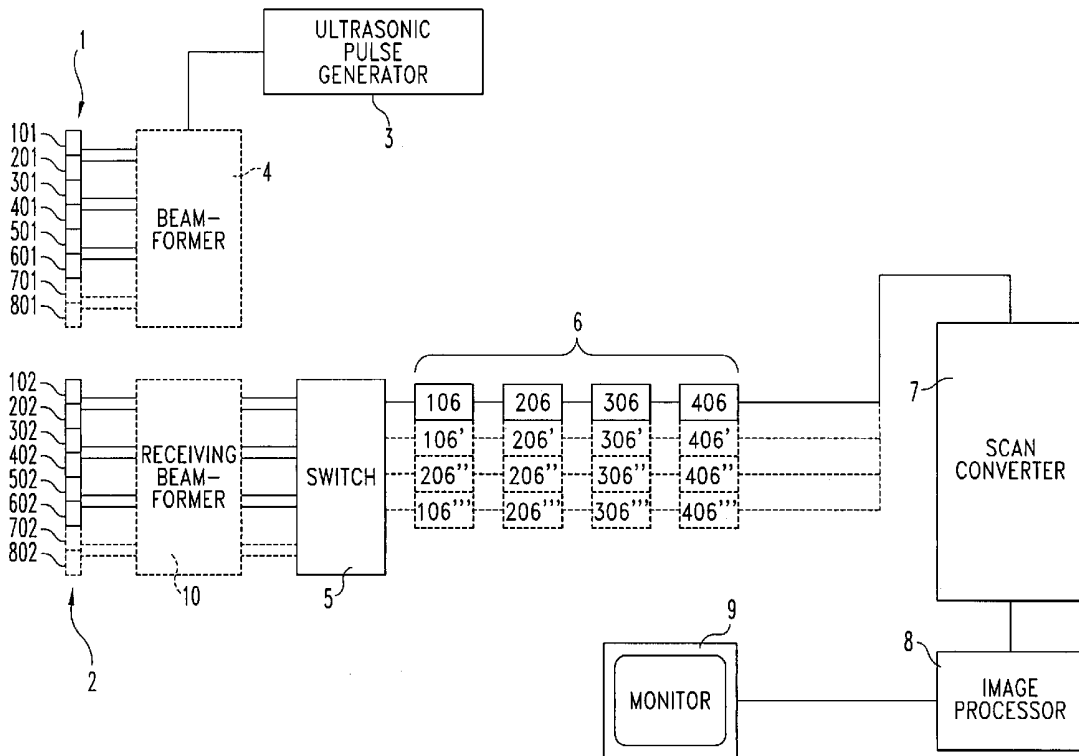 1
ULTRASONIC
PULSE
GENERATOR
3
101
201
301
401
501
601
701
801
BEAM-
FORMER
4
6
102
202
302
402
502
602
702
802
RECEIVING
BEAM-
FORMER
10
SWITCH
5
106 206 306 406
106' 206' 306' 406'
206'' 206'' 306'' 406''
106''' 206''' 306''' 406'''
7
SCAN
CONVERTER
2
9
MONITOR
8
IMAGE
PROCESSOR